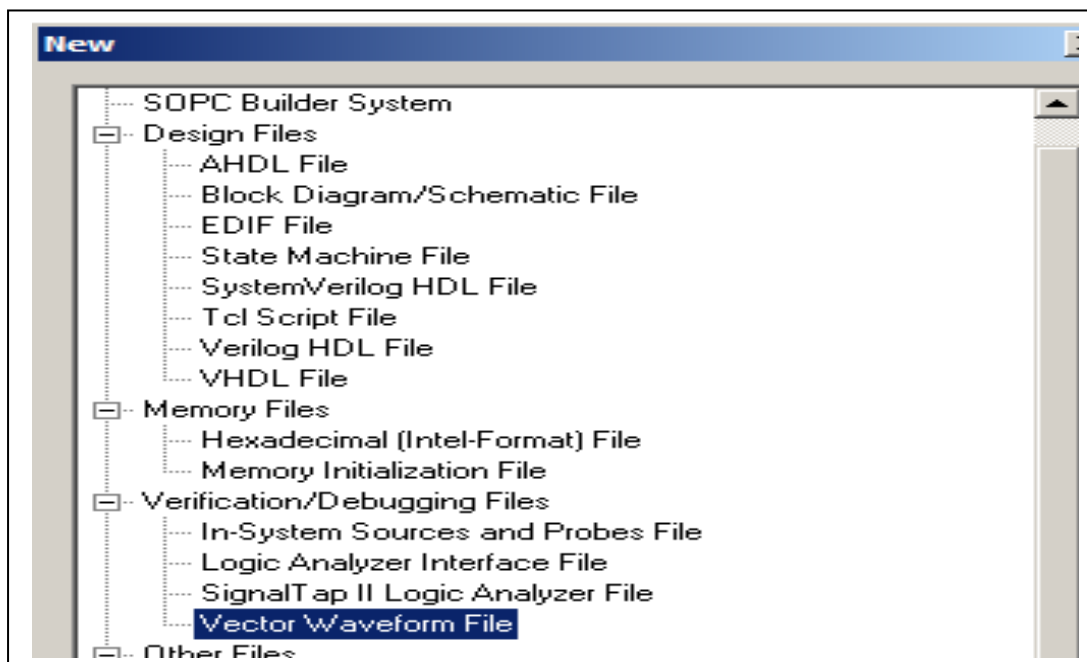 New
SOPC Builder System
Design Files
AHDL File
Block Diagram/Schematic File
EDIF File
State Machine File
SystemVerilog HDL File
Tcl Script File
Verilog HDL File
VHDL File
Memory Files
Hexadecimal (Intel-Format) File
Memory Initialization File
Verification/Debugging Files
In-System Sources and Probes File
Logic Analyzer Interface File
SignalTap II Logic Analyzer File
Vector Waveform File
Other Files